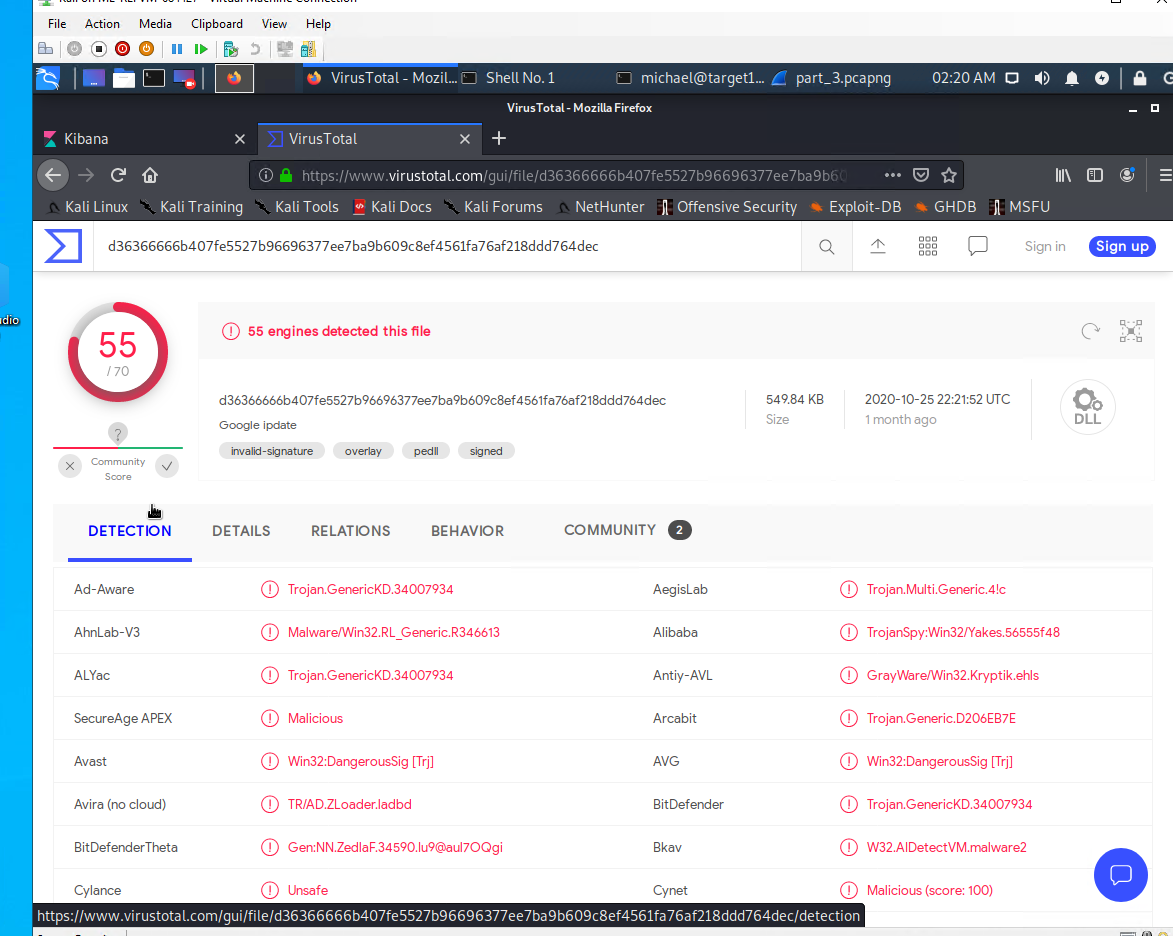 File Action Media Clipboard View Help
VirusTotal - Mozil... Shell No. 1 michael@target1... part_3.pcapng 02:20 AM
VirusTotal - Mozilla Firefox
Kibana VirusTotal
https://www.virustotal.com/gui/file/d36366666b407fe5527b96696377ee7ba9b60
Kali Linux Kali Training Kali Tools Kali Docs Kali Forums NetHunter Offensive Security Exploit-DB GHDB MSFU
d36366666b407fe5527b96696377ee7ba9b609c8ef4561fa76af218ddd764dec Sign in Sign up
udio
55
/ 70
55 engines detected this file
d36366666b407fe5527b96696377ee7ba9b609c8ef4561fa76af218ddd764dec
Google ipdate
invalid-signature overlay pedll signed
549.84 KB
Size
2020-10-25 22:21:52 UTC
1 month ago
DLL
?
Community
Score
DETECTION DETAILS RELATIONS BEHAVIOR COMMUNITY 2
Ad-Aware Trojan.GenericKD.34007934 AegisLab Trojan.Multi.Generic.4!c
AhnLab-V3 Malware/Win32.RL_Generic.R346613 Alibaba TrojanSpy:Win32/Yakes.56555f48
ALYac Trojan.GenericKD.34007934 Antiy-AVL GrayWare/Win32.Kryptik.ehls
SecureAge APEX Malicious Arcabit Trojan.Generic.D206EB7E
Avast Win32:DangerousSig [Trj] AVG Win32:DangerousSig [Trj]
Avira (no cloud) TR/AD.ZLoader.ladbd BitDefender Trojan.GenericKD.34007934
BitDefenderTheta Gen:NN.ZedlaF.34590.lu9@aul7OQgi Bkav W32.AIDetectVM.malware2
Cylance Unsafe Cynet Malicious (score: 100)
https://www.virustotal.com/gui/file/d36366666b407fe5527b96696377ee7ba9b609c8ef4561fa76af218ddd764dec/detection